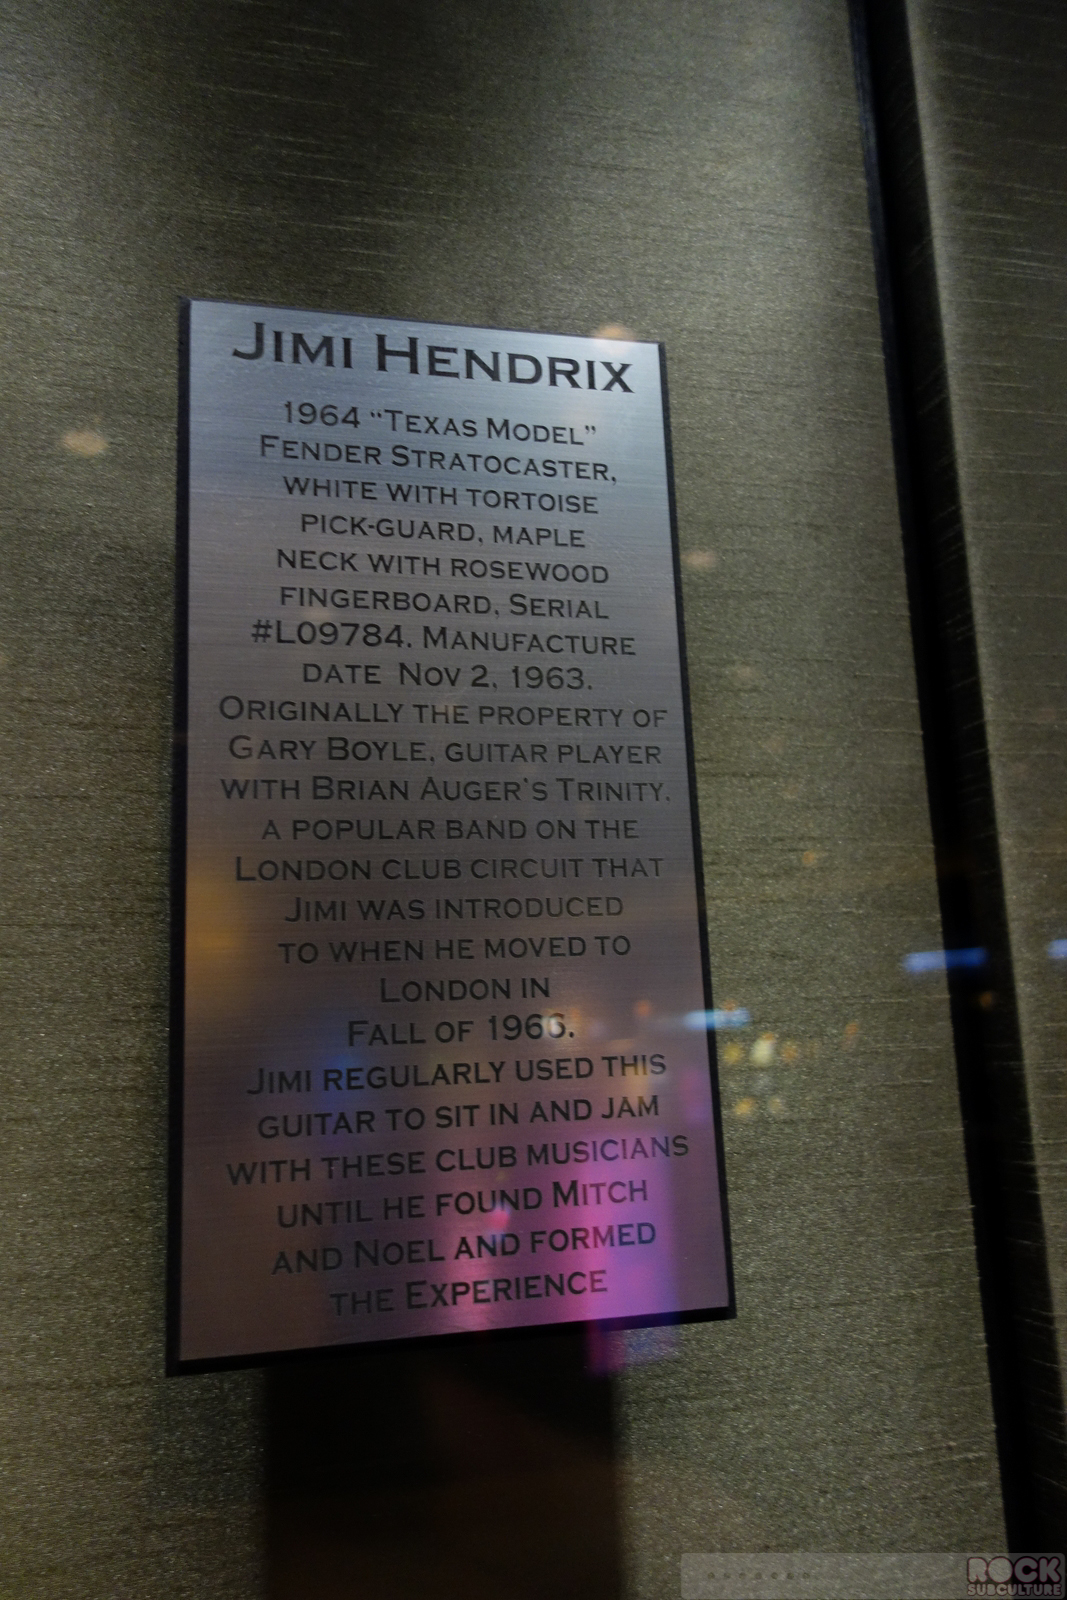 JIMI HENDRIX
1964 “TEXAS MODEL”
FENDER STRATOCASTER,
WHITE WITH TORTOISE
PICK-GUARD, MAPLE
NECK WITH ROSEWOOD
FINGERBOARD, SERIAL
#L09784. MANUFACTURE
DATE NOV 2, 1963.
ORIGINALLY THE PROPERTY OF
GARY BOYLE, GUITAR PLAYER
WITH BRIAN AUGER'S TRINITY.
A POPULAR BAND ON THE
LONDON CLUB CIRCUIT THAT
JIMI WAS INTRODUCED
TO WHEN HE MOVED TO
LONDON IN
FALL OF 1966.
JIMI REGULARLY USED THIS
GUITAR TO SIT IN AND JAM
WITH THESE CLUB MUSICIANS
UNTIL HE FOUND MITCH
AND NOEL AND FORMED
THE EXPERIENCE
ROCK
SUBCULTURE